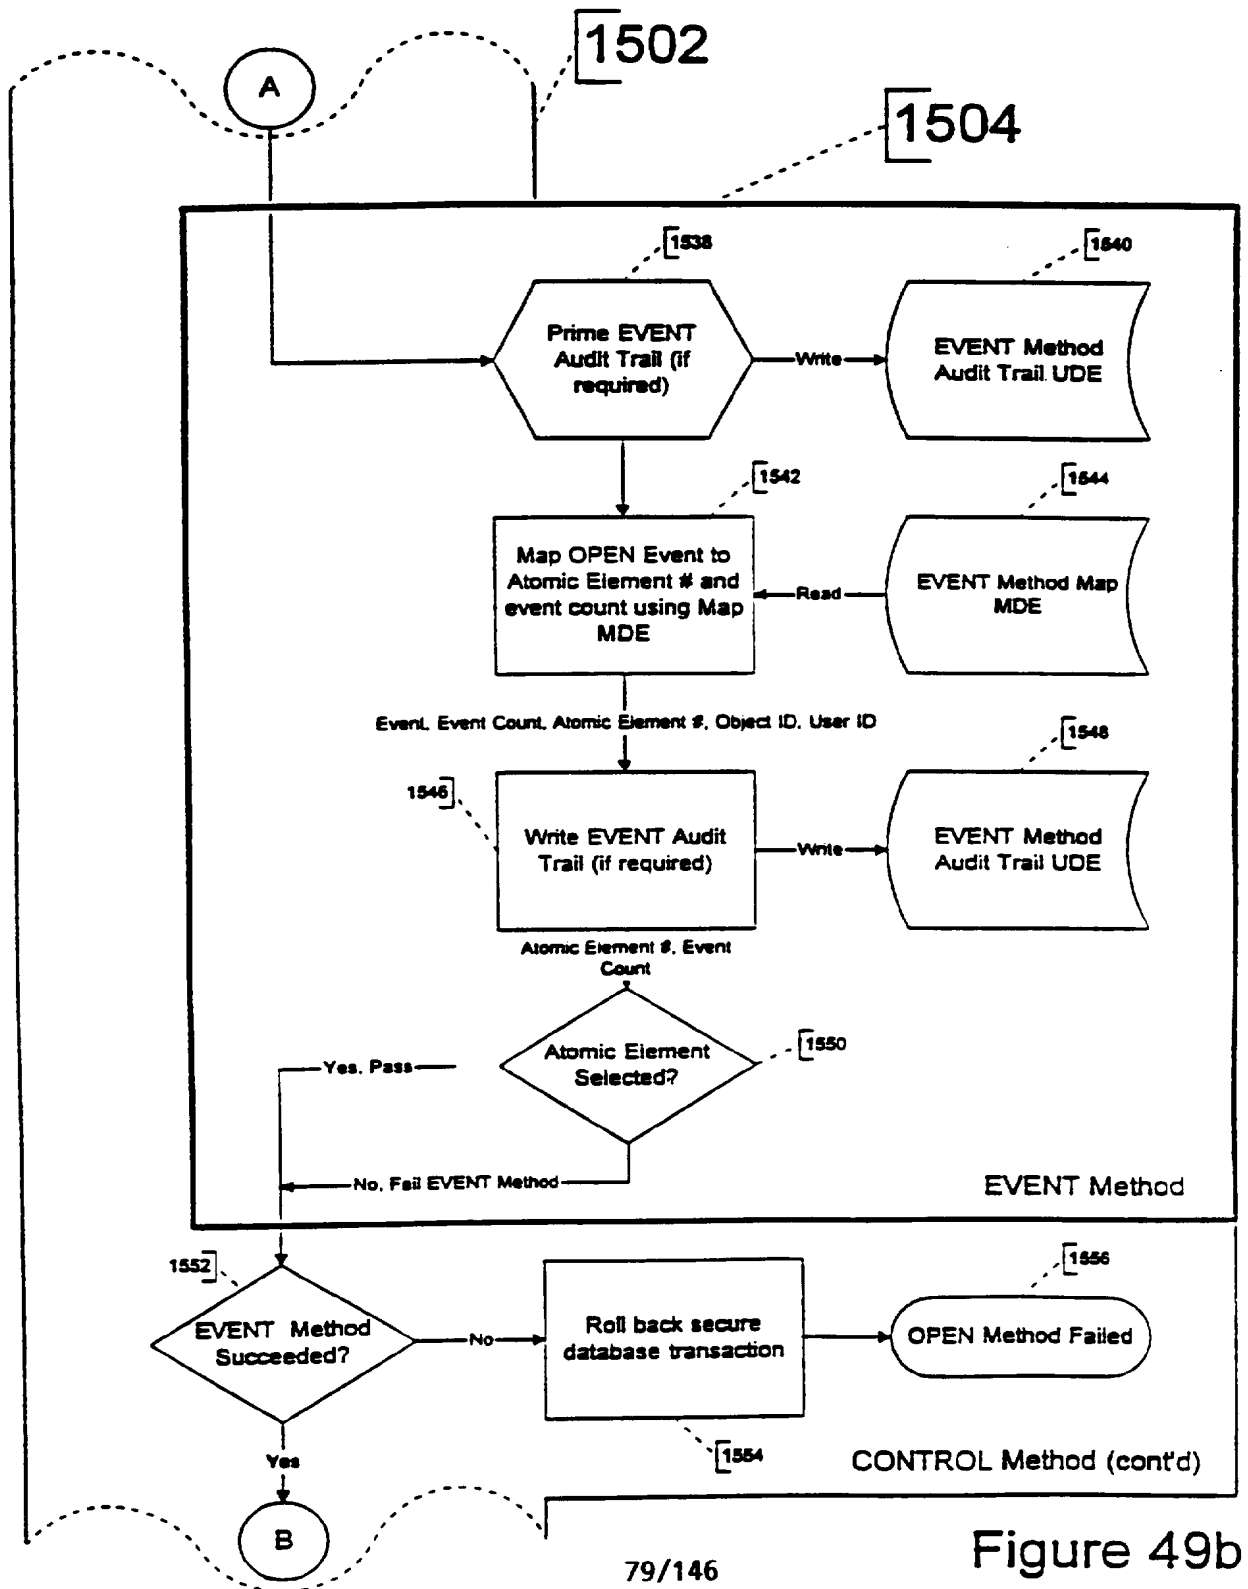 1502
A
1504
1538
1540
Prime EVENT
Audit Trail (if
required)
Write
EVENT Method
Audit Trail UDE
1542
1544
Map OPEN Event to
Atomic Element # and
event count using Map
MDE
Read
EVENT Method Map
MDE
Event, Event Count, Atomic Element #, Object ID, User ID
1548
1546
Write EVENT Audit
Trail (if required)
Write
EVENT Method
Audit Trail UDE
Atomic Element #, Event
Count
Atomic Element
Selected?
1550
Yes, Pass
No, Fail EVENT Method
EVENT Method
1552
1556
EVENT Method
Succeeded?
No
Roll back secure
database transaction
OPEN Method Failed
1554
Yes
CONTROL Method (cont'd)
B
Figure 49b
79/146